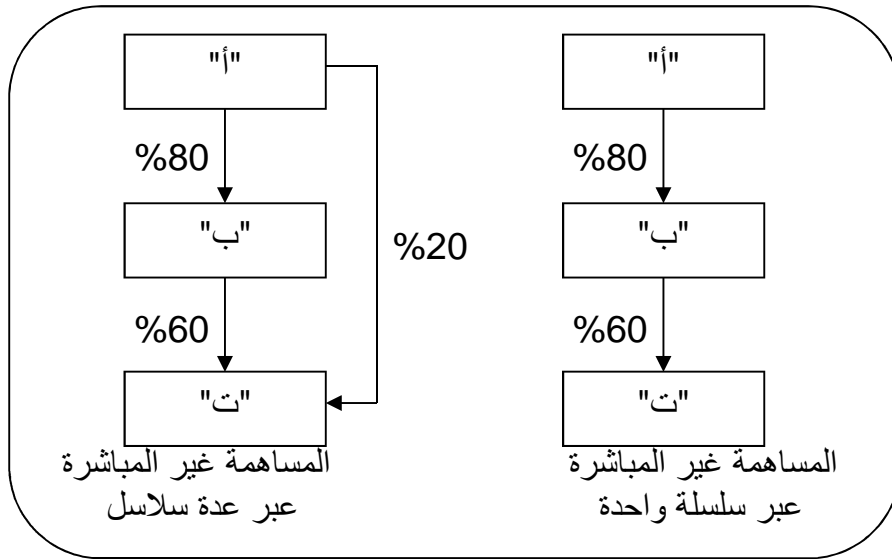 "أ"
%80
"ب"
%60
"ت"
المساهمة غير المباشرة
عبر سلسلة واحدة
"أ"
%80
"ب"
%20
%60
"ت"
المساهمة غير المباشرة
عبر عدة سلاسل